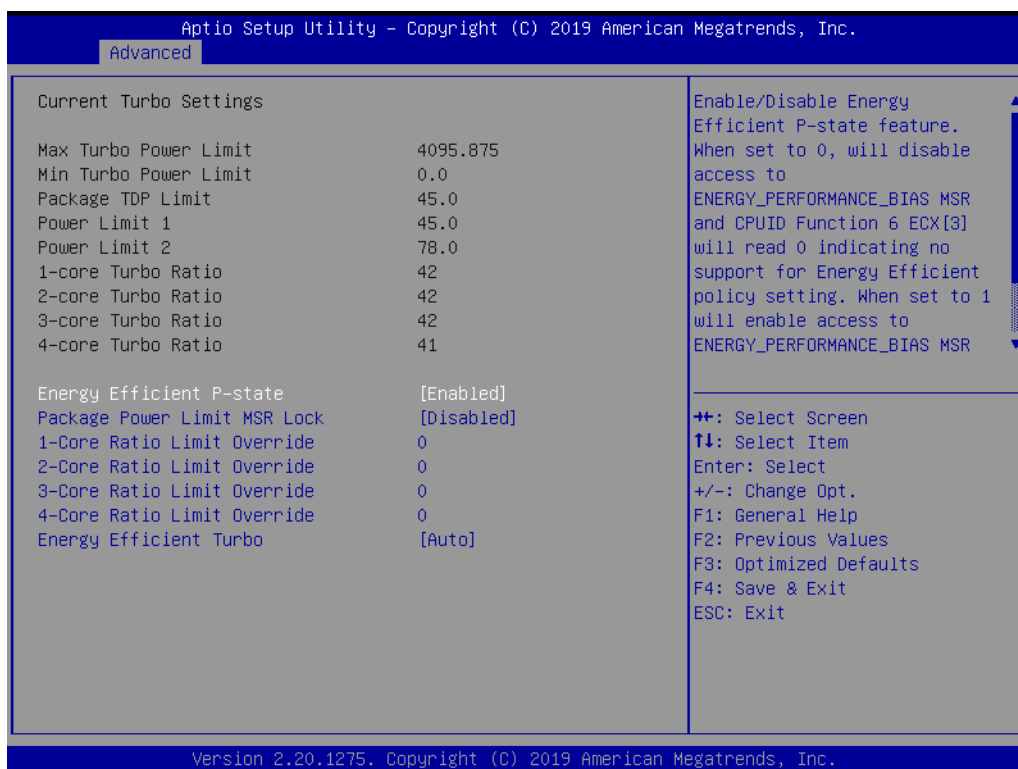 Aptio Setup Utility – Copyright (C) 2019 American Megatrends, Inc.
Advanced
Current Turbo Settings
Max Turbo Power Limit 4095.875
Min Turbo Power Limit 0.0
Package TDP Limit 45.0
Power Limit 1 45.0
Power Limit 2 78.0
1-core Turbo Ratio 42
2-core Turbo Ratio 42
3-core Turbo Ratio 42
4-core Turbo Ratio 41
Energy Efficient P-state [Enabled]
Package Power Limit MSR Lock [Disabled]
1-Core Ratio Limit Override 0
2-Core Ratio Limit Override 0
3-Core Ratio Limit Override 0
4-Core Ratio Limit Override 0
Energy Efficient Turbo [Auto]
Enable/Disable Energy
Efficient P-state feature.
When set to 0, will disable
access to
ENERGY_PERFORMANCE_BIAS MSR
and CPUID Function 6 ECX[3]
will read 0 indicating no
support for Energy Efficient
policy setting. When set to 1
will enable access to
ENERGY_PERFORMANCE_BIAS MSR
→←: Select Screen
↑↓: Select Item
Enter: Select
+/-: Change Opt.
F1: General Help
F2: Previous Values
F3: Optimized Defaults
F4: Save & Exit
ESC: Exit
Version 2.20.1275. Copyright (C) 2019 American Megatrends, Inc.